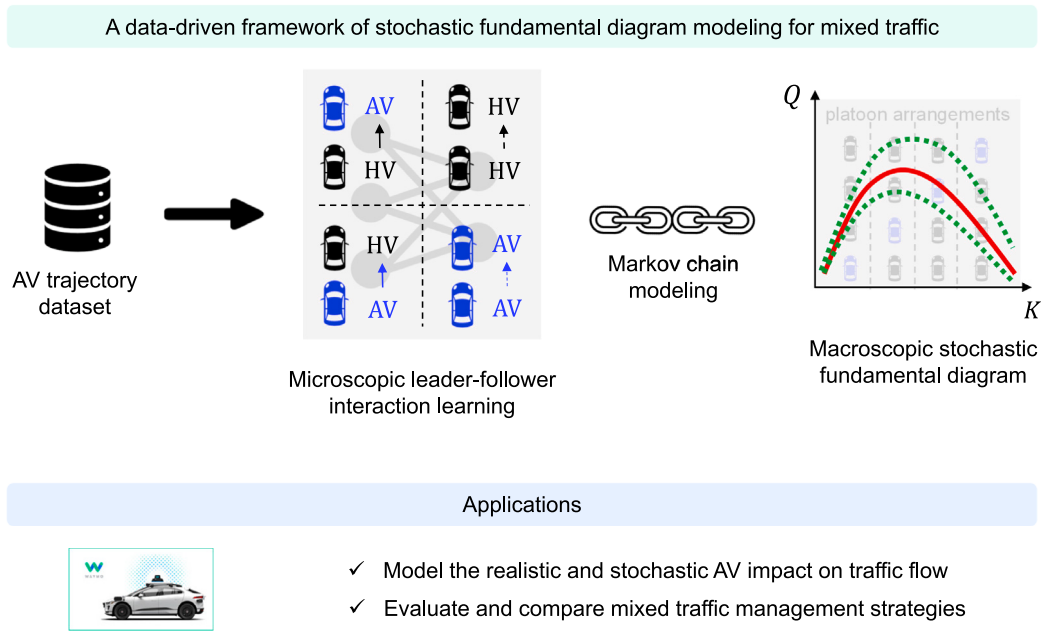 A data-driven framework of stochastic fundamental diagram modeling for mixed traffic
AV trajectory
dataset
AV
HV
HV
HV
HV
AV
AV
AV
Microscopic leader-follower
interaction learning
Markov chain
modeling
Q
platoon arrangements
K
Macroscopic stochastic
fundamental diagram
Applications
WAYMO
✓ Model the realistic and stochastic AV impact on traffic flow
✓ Evaluate and compare mixed traffic management strategies